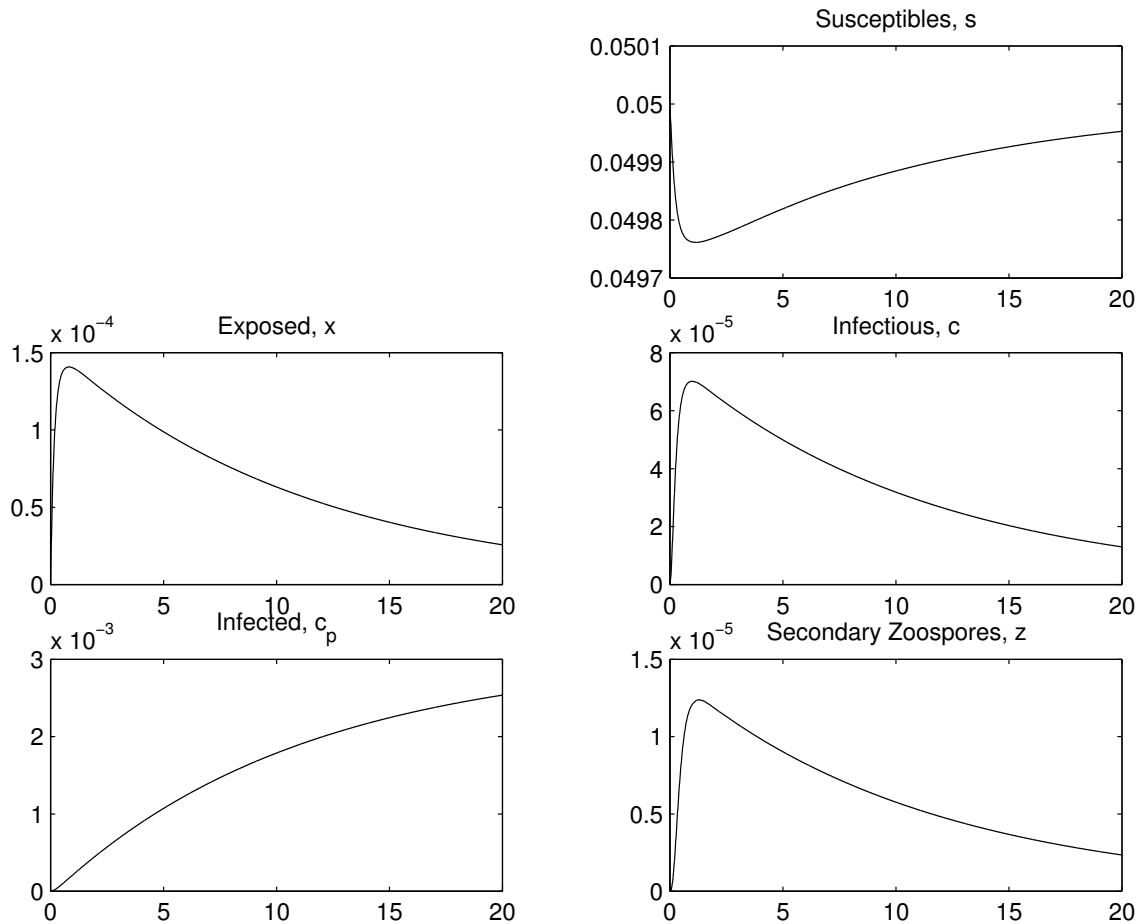 Susceptibles, s
0.0501
0.05
0.0499
0.0498
0.0497
0 5 10 15 20
Exposed, x
x 10⁻⁴
1.5
1
0.5
0
0 5 10 15 20
Infectious, c
x 10⁻⁵
8
6
4
2
0
0 5 10 15 20
Infected, cₚ
x 10⁻³
3
2
1
0
0 5 10 15 20
Secondary Zoospores, z
x 10⁻⁵
1.5
1
0.5
0
0 5 10 15 20